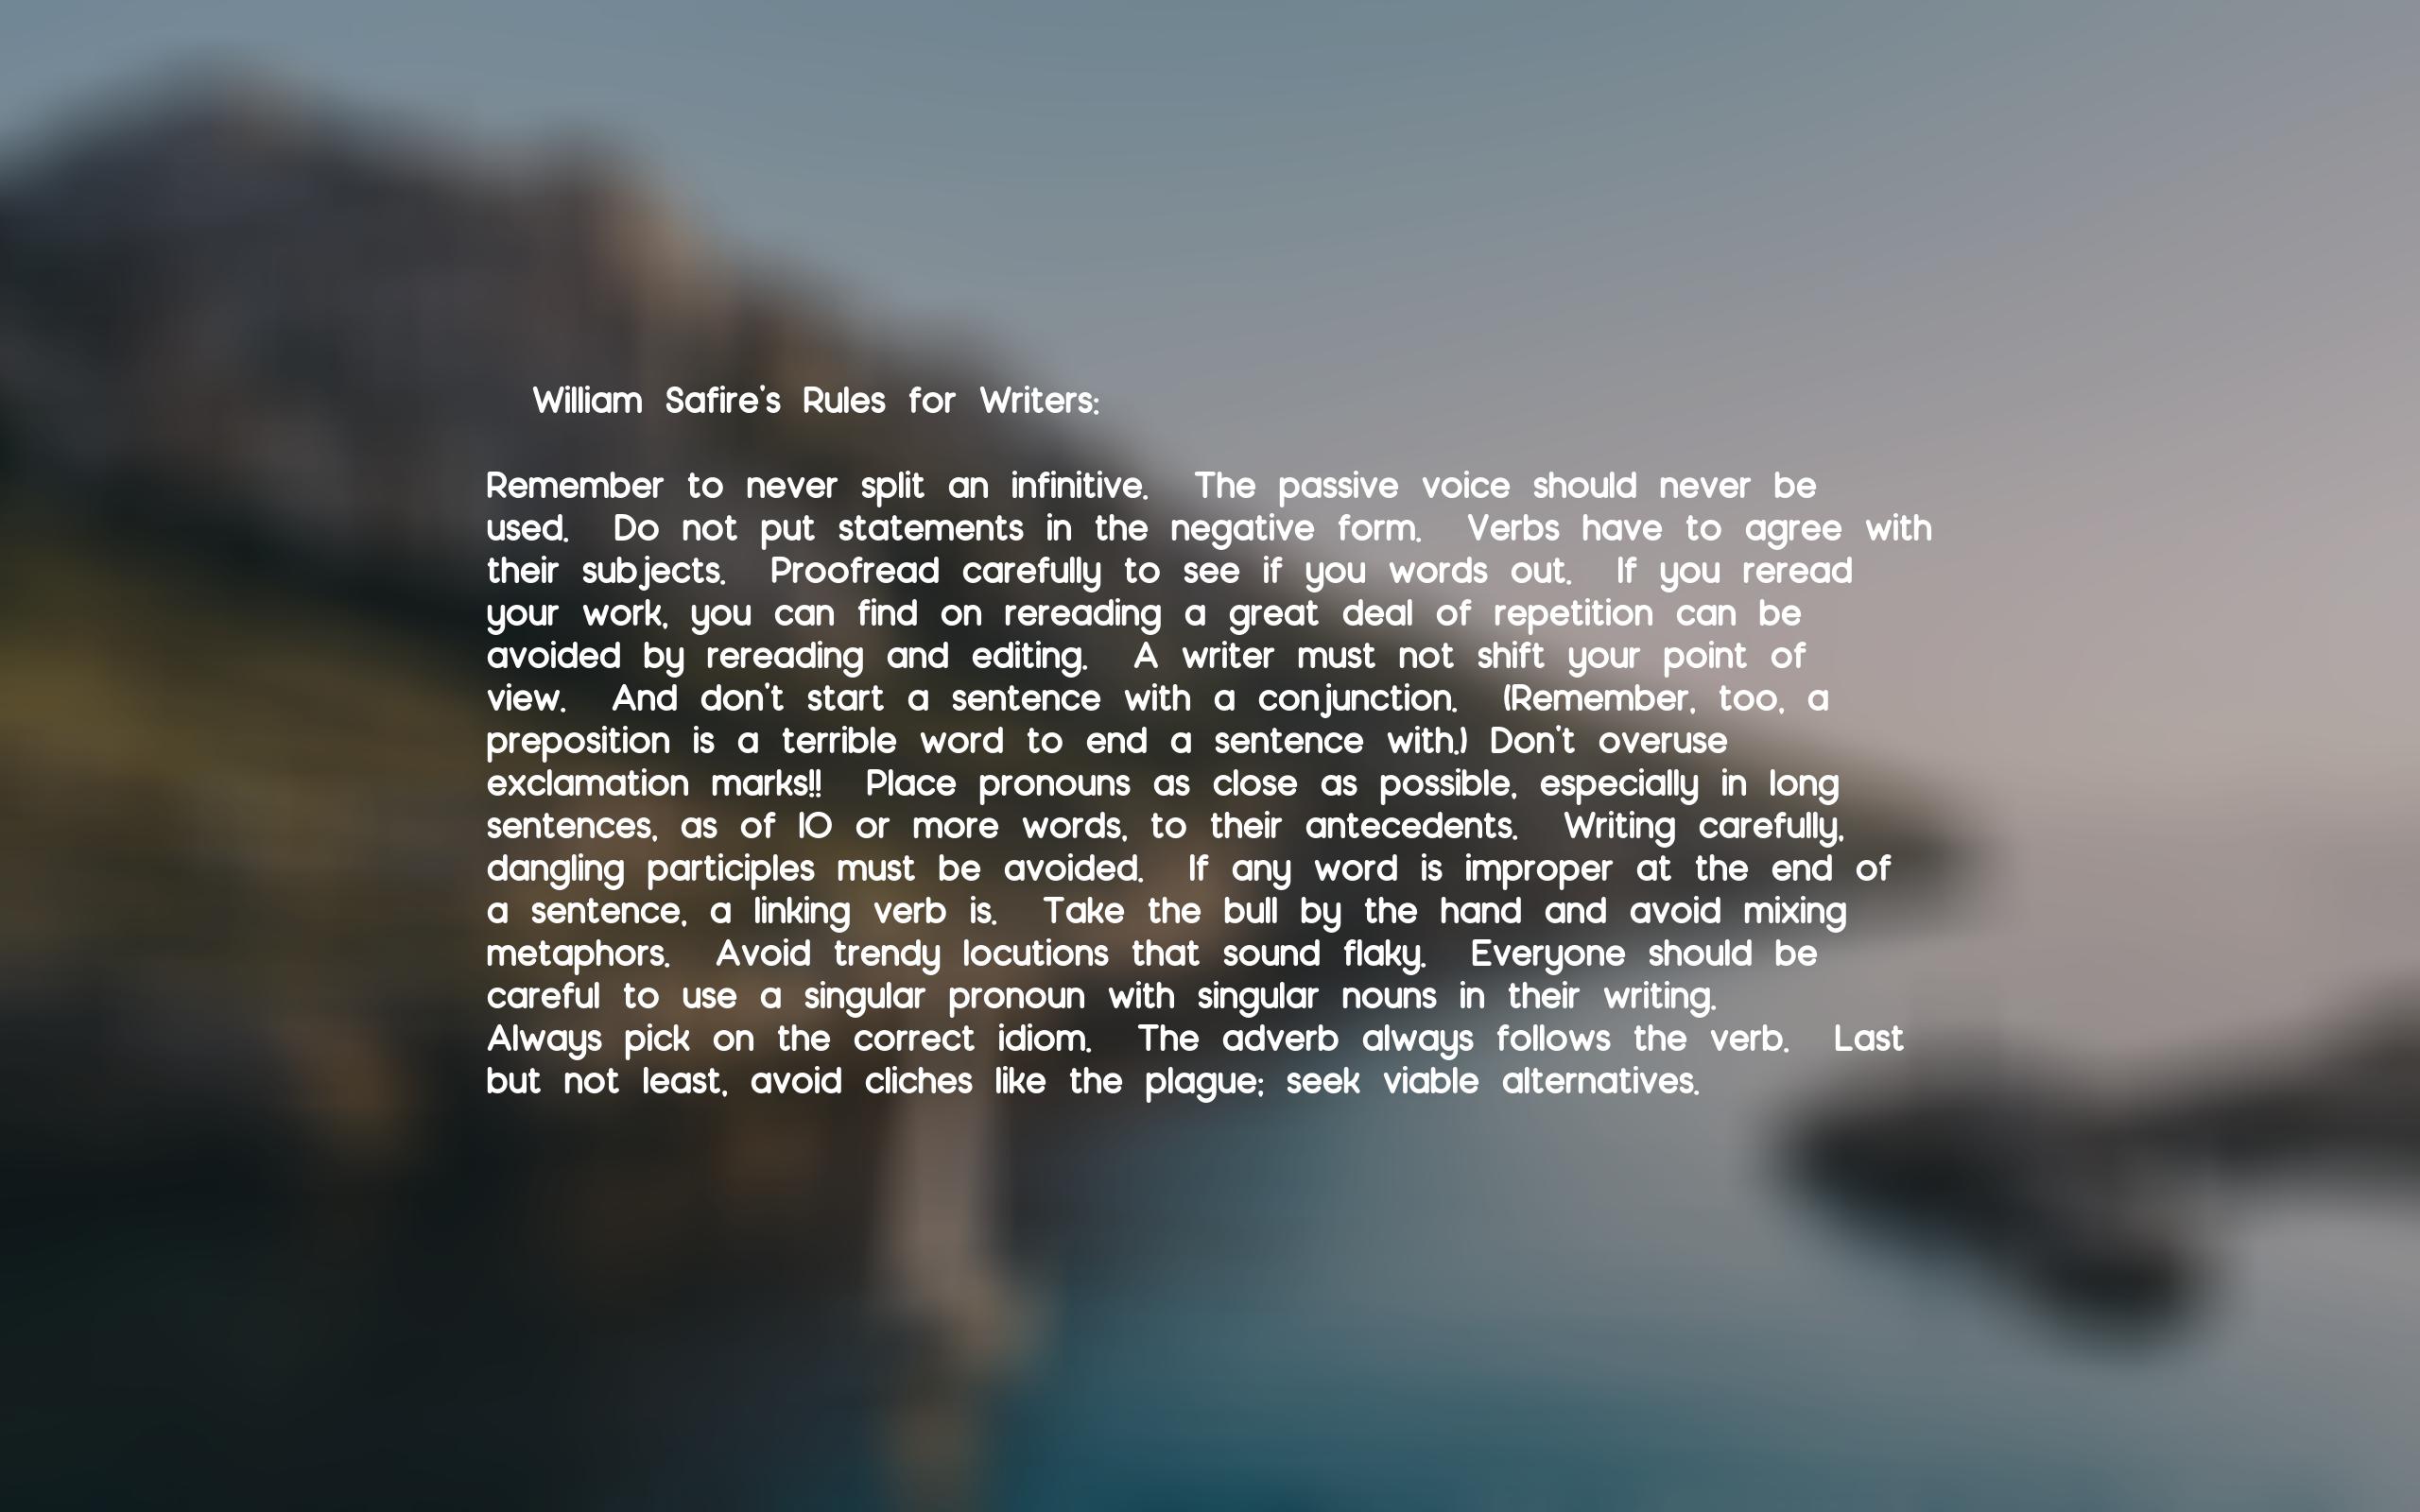 William Safire's Rules for Writers:
Remember to never split an infinitive. The passive voice should never be
used. Do not put statements in the negative form. Verbs have to agree with
their subjects. Proofread carefully to see if you words out. If you reread
your work, you can find on rereading a great deal of repetition can be
avoided by rereading and editing. A writer must not shift your point of
view. And don't start a sentence with a conjunction. (Remember, too, a
preposition is a terrible word to end a sentence with.) Don't overuse
exclamation marks!! Place pronouns as close as possible, especially in long
sentences, as of 10 or more words, to their antecedents. Writing carefully,
dangling participles must be avoided. If any word is improper at the end of
a sentence, a linking verb is. Take the bull by the hand and avoid mixing
metaphors. Avoid trendy locutions that sound flaky. Everyone should be
careful to use a singular pronoun with singular nouns in their writing.
Always pick on the correct idiom. The adverb always follows the verb. Last
but not least, avoid cliches like the plague; seek viable alternatives.